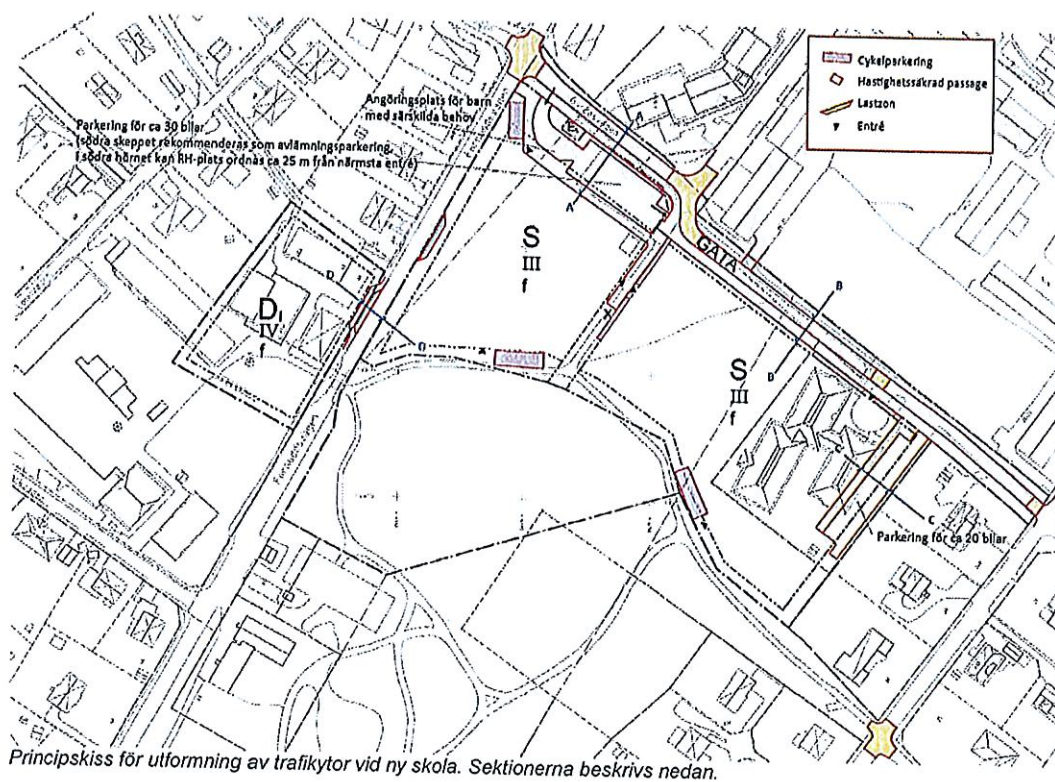 Cykelparkering
Hastighetssäkrad passage
Lastzon
Entré
Angöringsplats för barn
med särskilda behov
Parkering för ca 30 bilar
(södra skeppet rekommenderas som avlämningsparkering.
I södra hörnet kan RH-plats ordnas ca 25 m från närmsta entré)
E
A
A
S
III
f
GATA
D
D1
IV
f
D
B
B
S
III
f
C
C
Parkering för ca 20 bilar
Principskiss för utformning av trafikytor vid ny skola. Sektionerna beskrivs nedan.